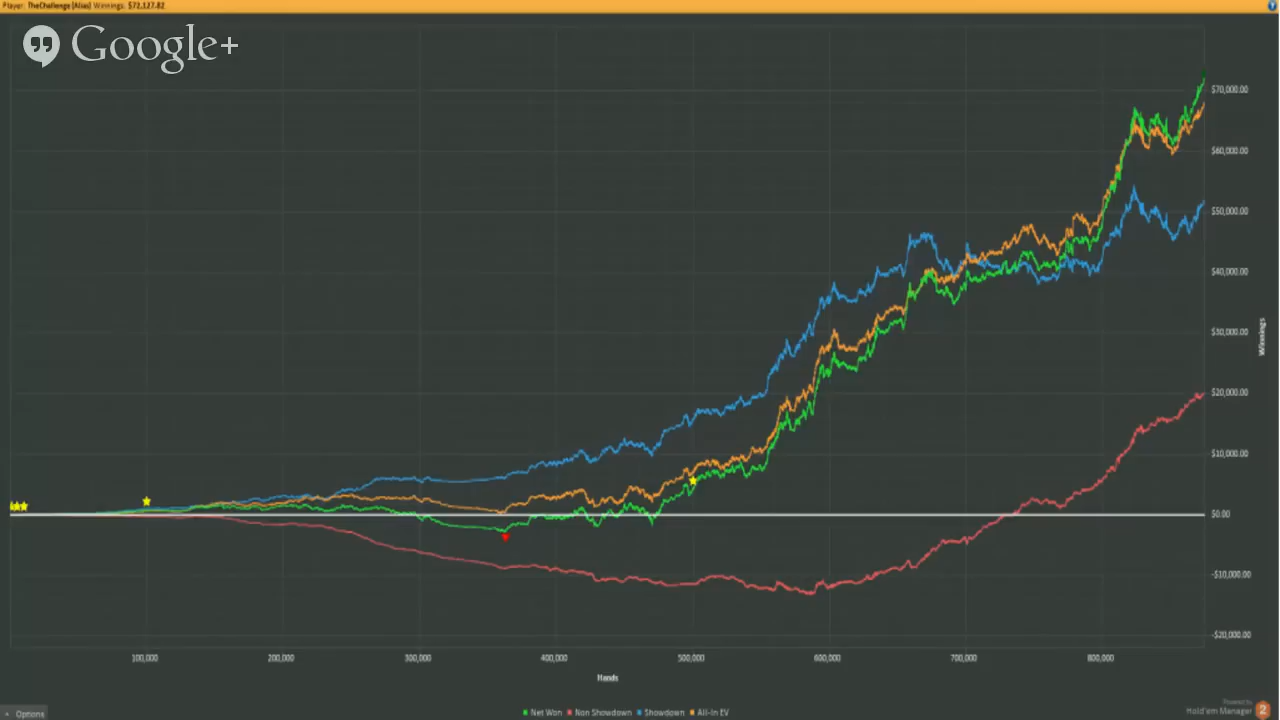 Player: TheChallenge [Alias] Winnings: $72,127.82
Google+
$70,000.00
$60,000.00
$50,000.00
$40,000.00
$30,000.00
$20,000.00
$10,000.00
$0.00
-$10,000.00
-$20,000.00
Winnings
100,000 200,000 300,000 400,000 500,000 600,000 700,000 800,000
Hands
Net Won Non Showdown Showdown All-In EV
Options
Powered by
Hold'em Manager 2